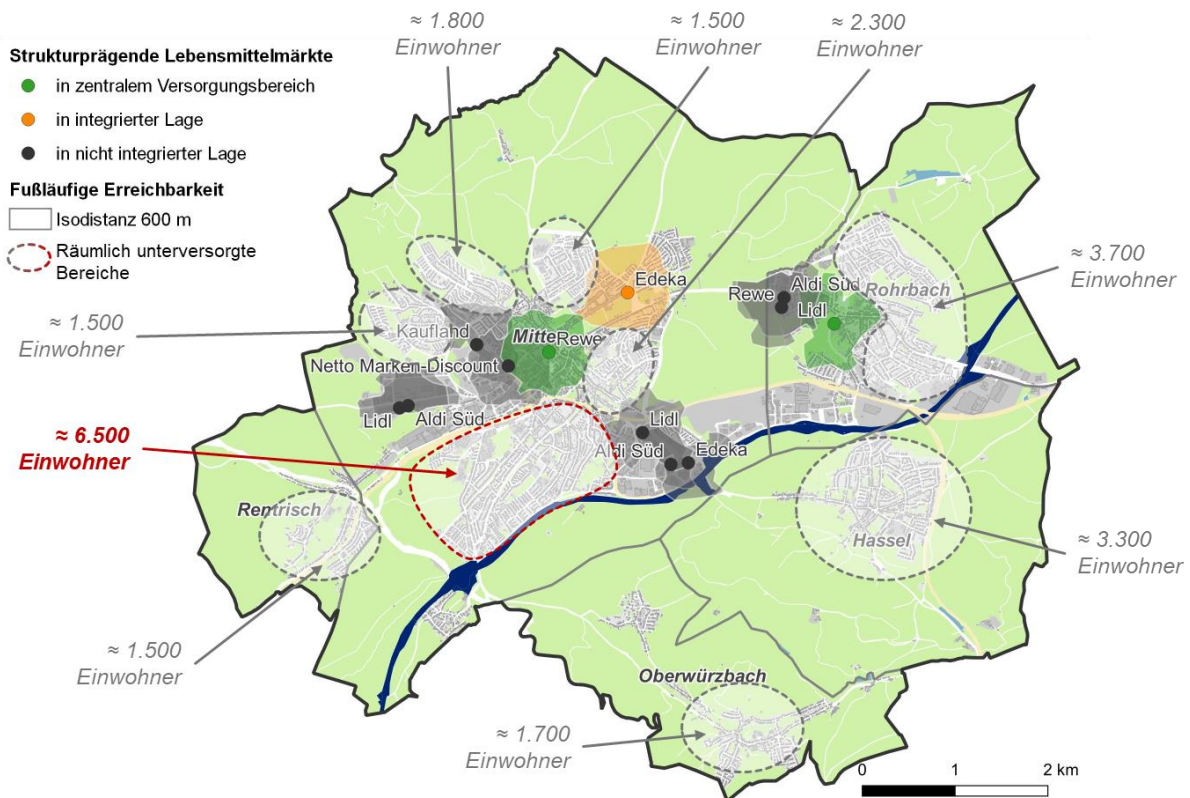 ≈ 1.800
Einwohner
≈ 1.500
Einwohner
≈ 2.300
Einwohner
Strukturprägende Lebensmittelmärkte
in zentralem Versorgungsbereich
in integrierter Lage
in nicht integrierter Lage
Fußläufige Erreichbarkeit
Isodistanz 600 m
Räumlich unterversorgte
Bereiche
≈ 3.700
Einwohner
Edeka
Rewe
Aldi Süd
Lidl
Rohrbach
≈ 1.500
Einwohner
Kaufland
Mitte
Rewe
Netto Marken-Discount
Lidl
Aldi Süd
Lidl
Aldi Süd
Edeka
≈ 6.500
Einwohner
Rentrisch
Hassel
≈ 3.300
Einwohner
≈ 1.500
Einwohner
Oberwürzbach
≈ 1.700
Einwohner
0 1 2 km